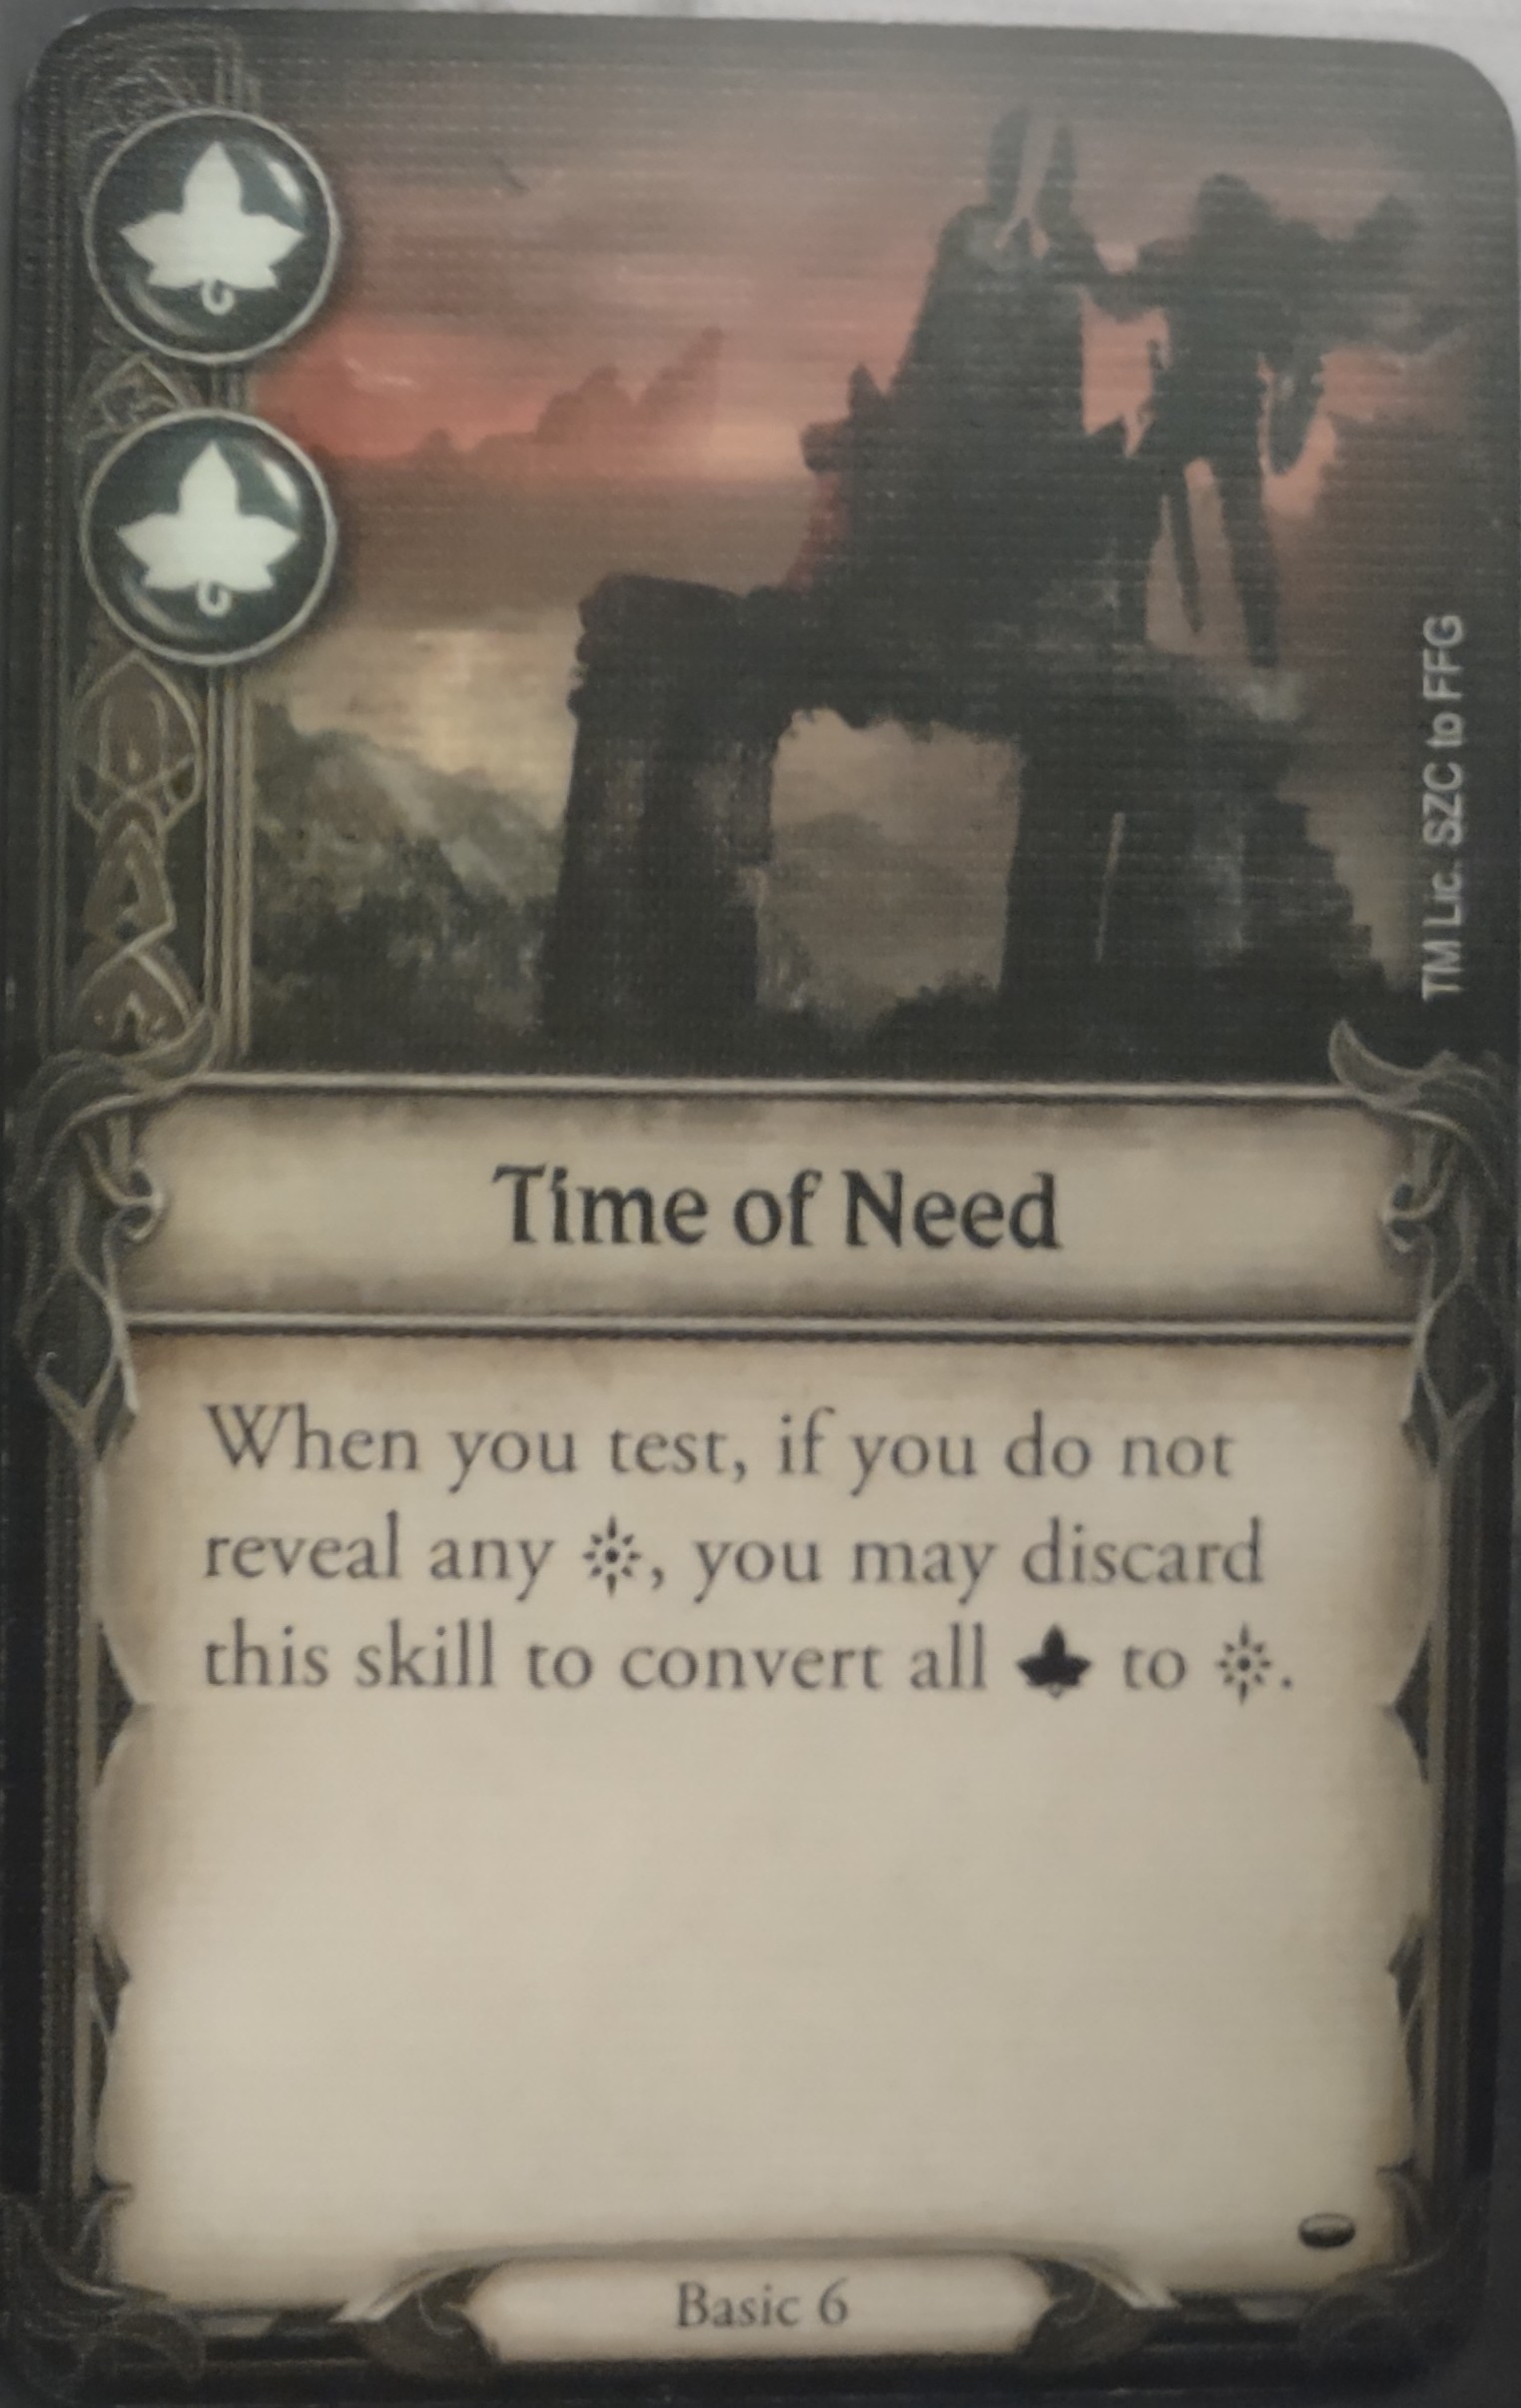 TM Lic. SZC to FFG
Time of Need
When you test, if you do not
reveal any , you may discard
this skill to convert all to .
Basic 6